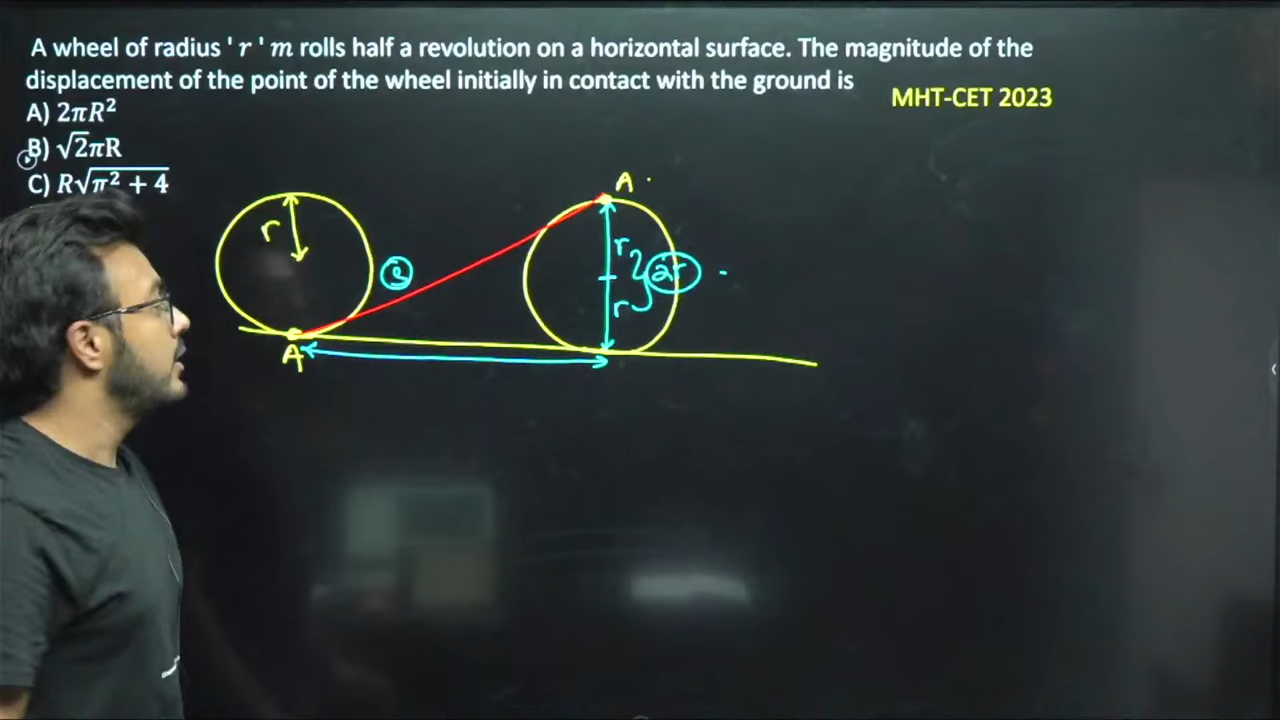 A wheel of radius ' r ' m rolls half a revolution on a horizontal surface. The magnitude of the
displacement of the point of the wheel initially in contact with the ground is
MHT-CET 2023
A) 2πR²
B) √2πR
C) R√π² + 4
A
r
r
2r
r
A